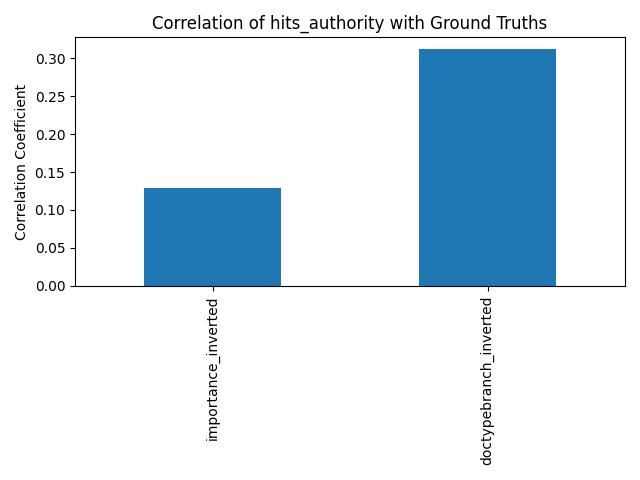 Correlation of hits_authority with Ground Truths
Correlation Coefficient
0.30
0.25
0.20
0.15
0.10
0.05
0.00
importance_inverted
doctypebranch_inverted